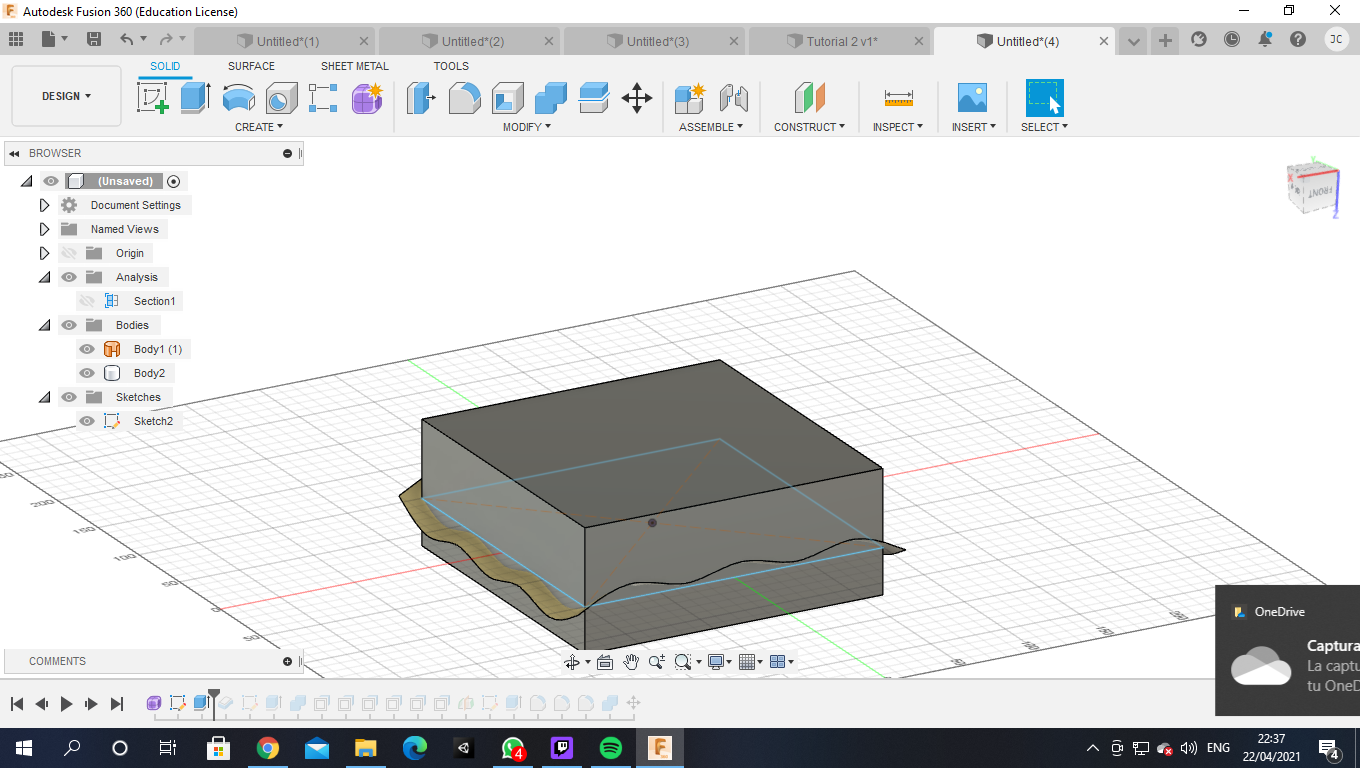 Autodesk Fusion 360 (Education License)
Untitled*(1)
Untitled*(2)
Untitled*(3)
Tutorial 2 v1*
Untitled*(4)
JC
DESIGN
SOLID
SURFACE
SHEET METAL
TOOLS
CREATE
MODIFY
ASSEMBLE
CONSTRUCT
INSPECT
INSERT
SELECT
BROWSER
(Unsaved)
Document Settings
Named Views
Origin
Analysis
Section1
Bodies
Body1 (1)
Body2
Sketches
Sketch2
X
Y
Z
FRONT
200
150
100
50
0
50
50
100
150
200
COMMENTS
OneDrive
Captura
La captu
tu OneD
4
ENG
22:37
22/04/2021
4